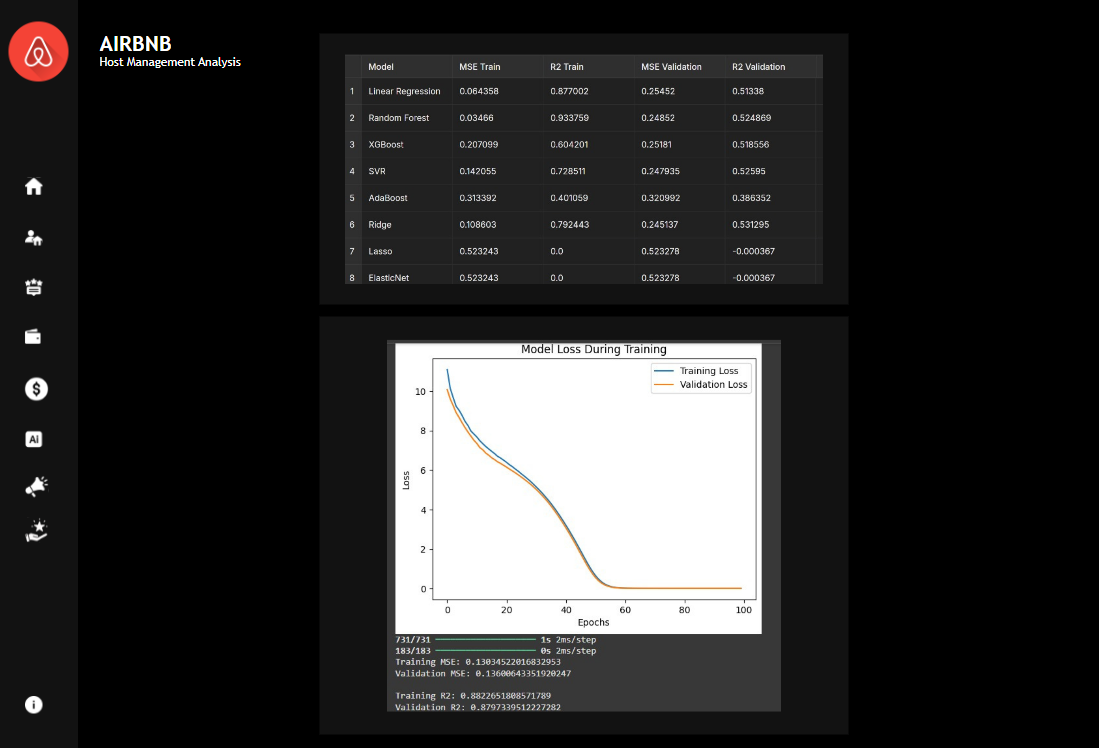 AIRBNB
Host Management Analysis
Model MSE Train R2 Train MSE Validation R2 Validation
1 Linear Regression 0.064358 0.877002 0.25452 0.51338
2 Random Forest 0.03466 0.933759 0.24852 0.524869
3 XGBoost 0.207099 0.604201 0.25181 0.518556
4 SVR 0.142055 0.728511 0.247935 0.52595
5 AdaBoost 0.313392 0.401059 0.320992 0.386352
6 Ridge 0.108603 0.792443 0.245137 0.531295
7 Lasso 0.523243 0.0 0.523278 -0.000367
8 ElasticNet 0.523243 0.0 0.523278 -0.000367
Model Loss During Training
Training Loss
Validation Loss
10
8
6
4
2
0
Loss
0 20 40 60 80 100
Epochs
731/731 1s 2ms/step
183/183 0s 2ms/step
Training MSE: 0.13034522016832953
Validation MSE: 0.13600643351920247
Training R2: 0.8822651808571789
Validation R2: 0.8797339512227282
$
AI
i